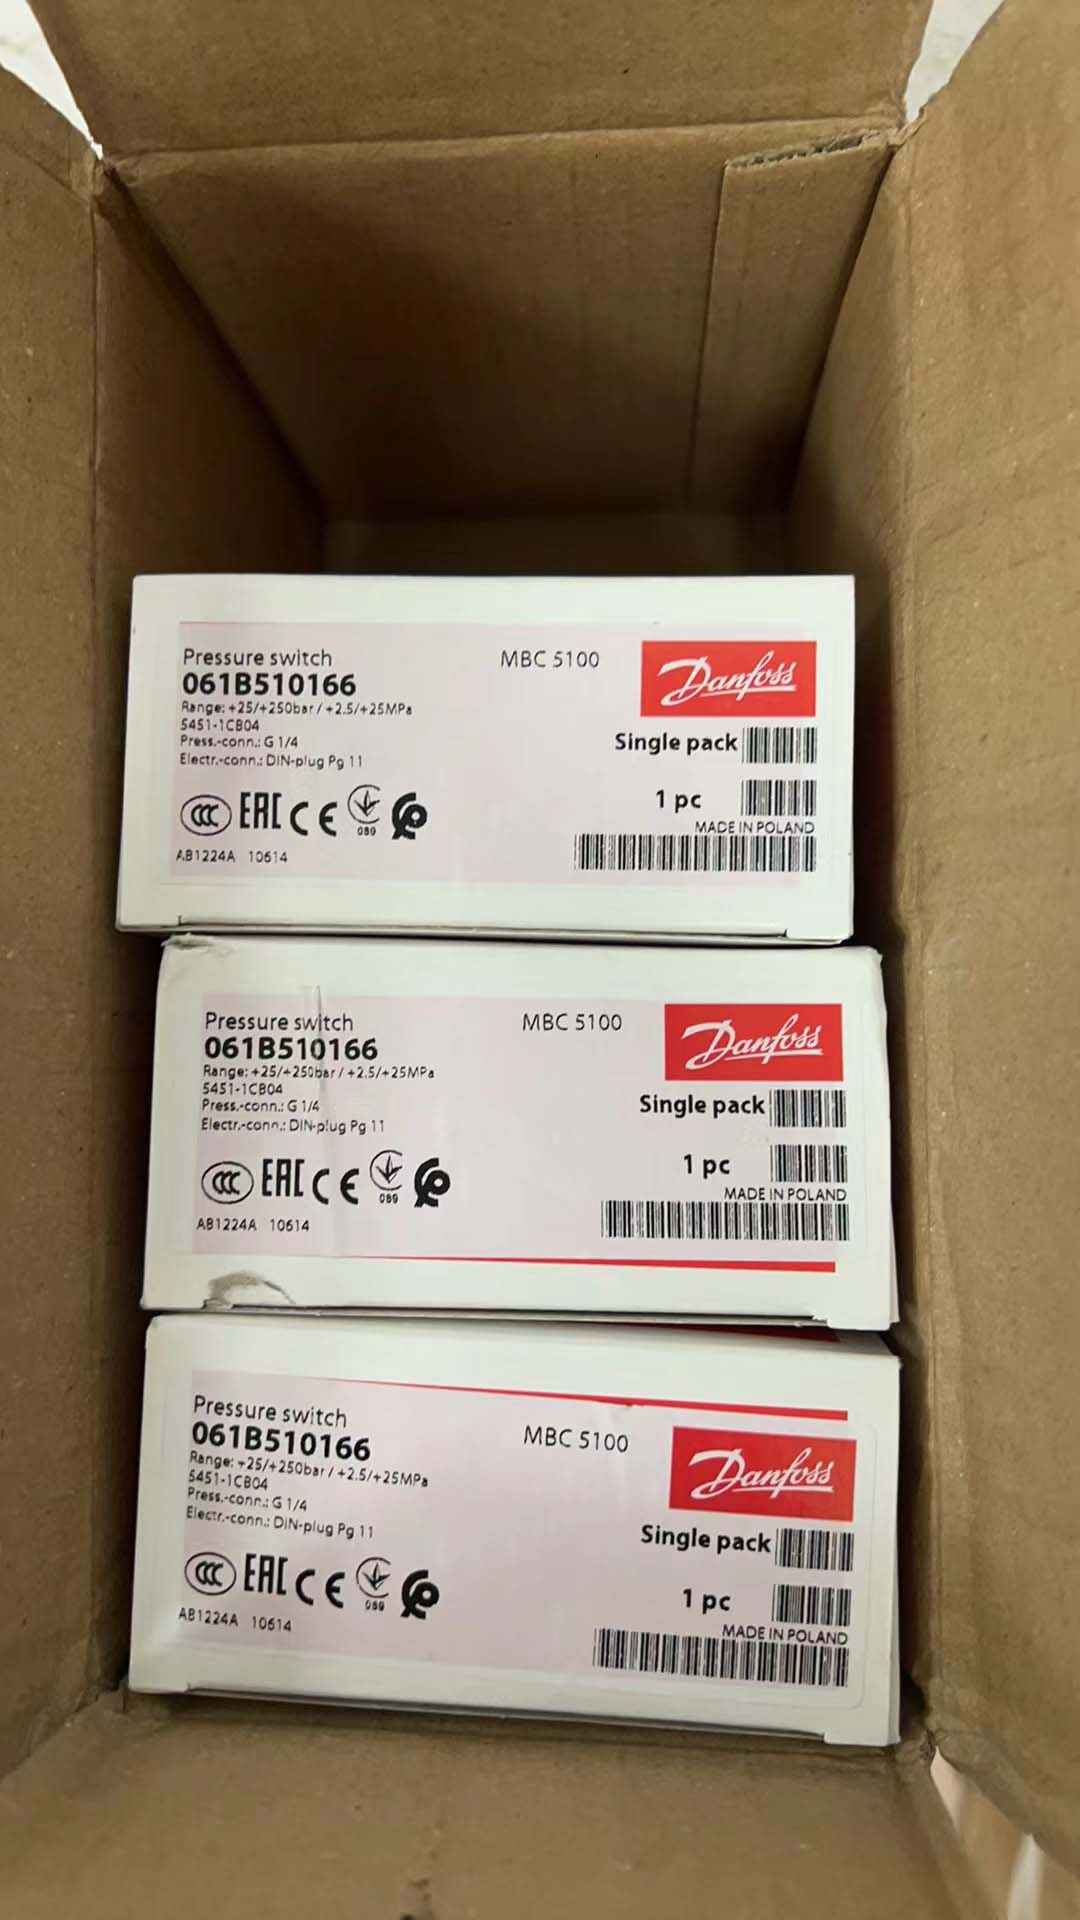 Pressure switch MBC 5100 Danfoss
061B510166
Range: +25/+250bar / +2.5/+25MPa
5451-1CB04
Press.-conn.: G 1/4 Single pack
Electr.-conn.: DIN-plug Pg 11
1 pc
CCC EAC CE 089
MADE IN POLAND
AB1224A 10614
Pressure switch MBC 5100 Danfoss
061B510166
Range: +25/+250bar / +2.5/+25MPa
5451-1CB04
Press.-conn.: G 1/4 Single pack
Electr.-conn.: DIN-plug Pg 11
1 pc
CCC EAC CE 089
MADE IN POLAND
AB1224A 10614
Pressure switch MBC 5100 Danfoss
061B510166
Range: +25/+250bar / +2.5/+25MPa
5451-1CB04
Press.-conn.: G 1/4 Single pack
Electr.-conn.: DIN-plug Pg 11
1 pc
CCC EAC CE 089
MADE IN POLAND
AB1224A 10614